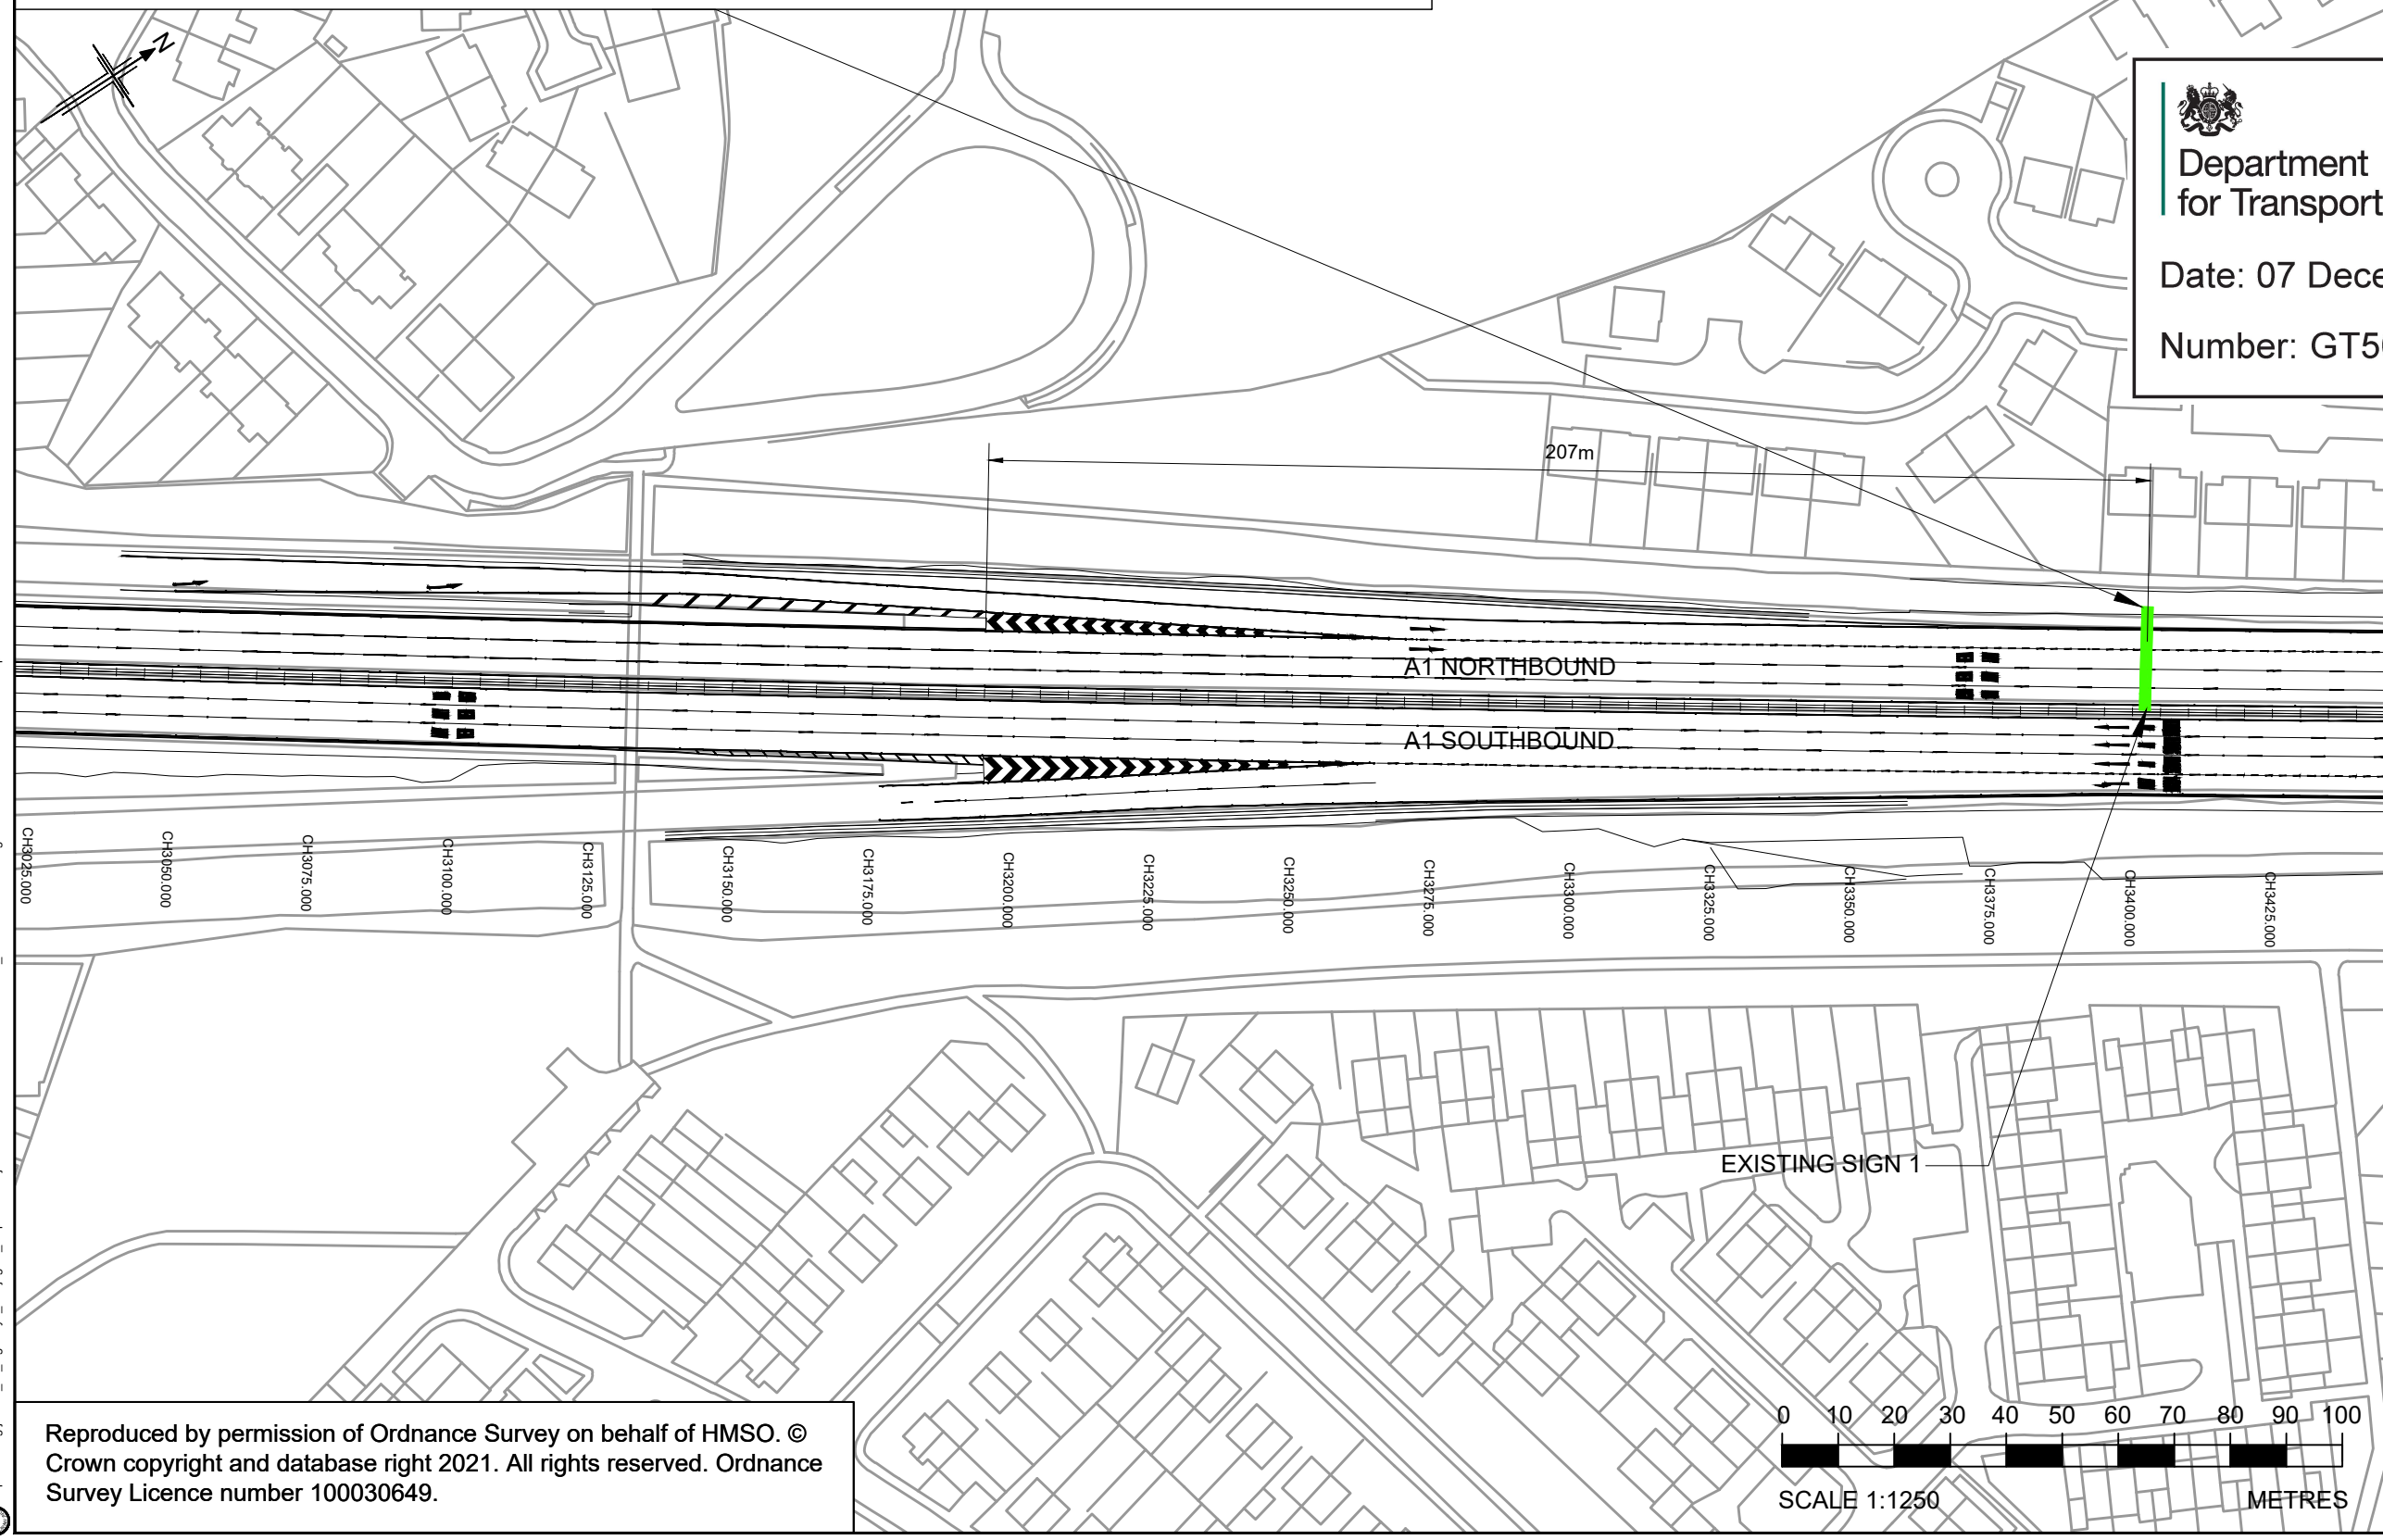 N
Department
for Transport
Date: 07 Dece
Number: GT5
207m
A1 NORTHBOUND
A1 SOUTHBOUND
CH3025.000
CH3050.000
CH3075.000
CH3100.000
CH3125.000
CH3150.000
CH3175.000
CH3200.000
CH3225.000
CH3250.000
CH3275.000
CH3300.000
CH3325.000
CH3350.000
CH3375.000
CH3400.000
CH3425.000
EXISTING SIGN 1
0 10 20 30 40 50 60 70 80 90 100
SCALE 1:1250 METRES
Reproduced by permission of Ordnance Survey on behalf of HMSO. ©
Crown copyright and database right 2021. All rights reserved. Ordnance
Survey Licence number 100030649.